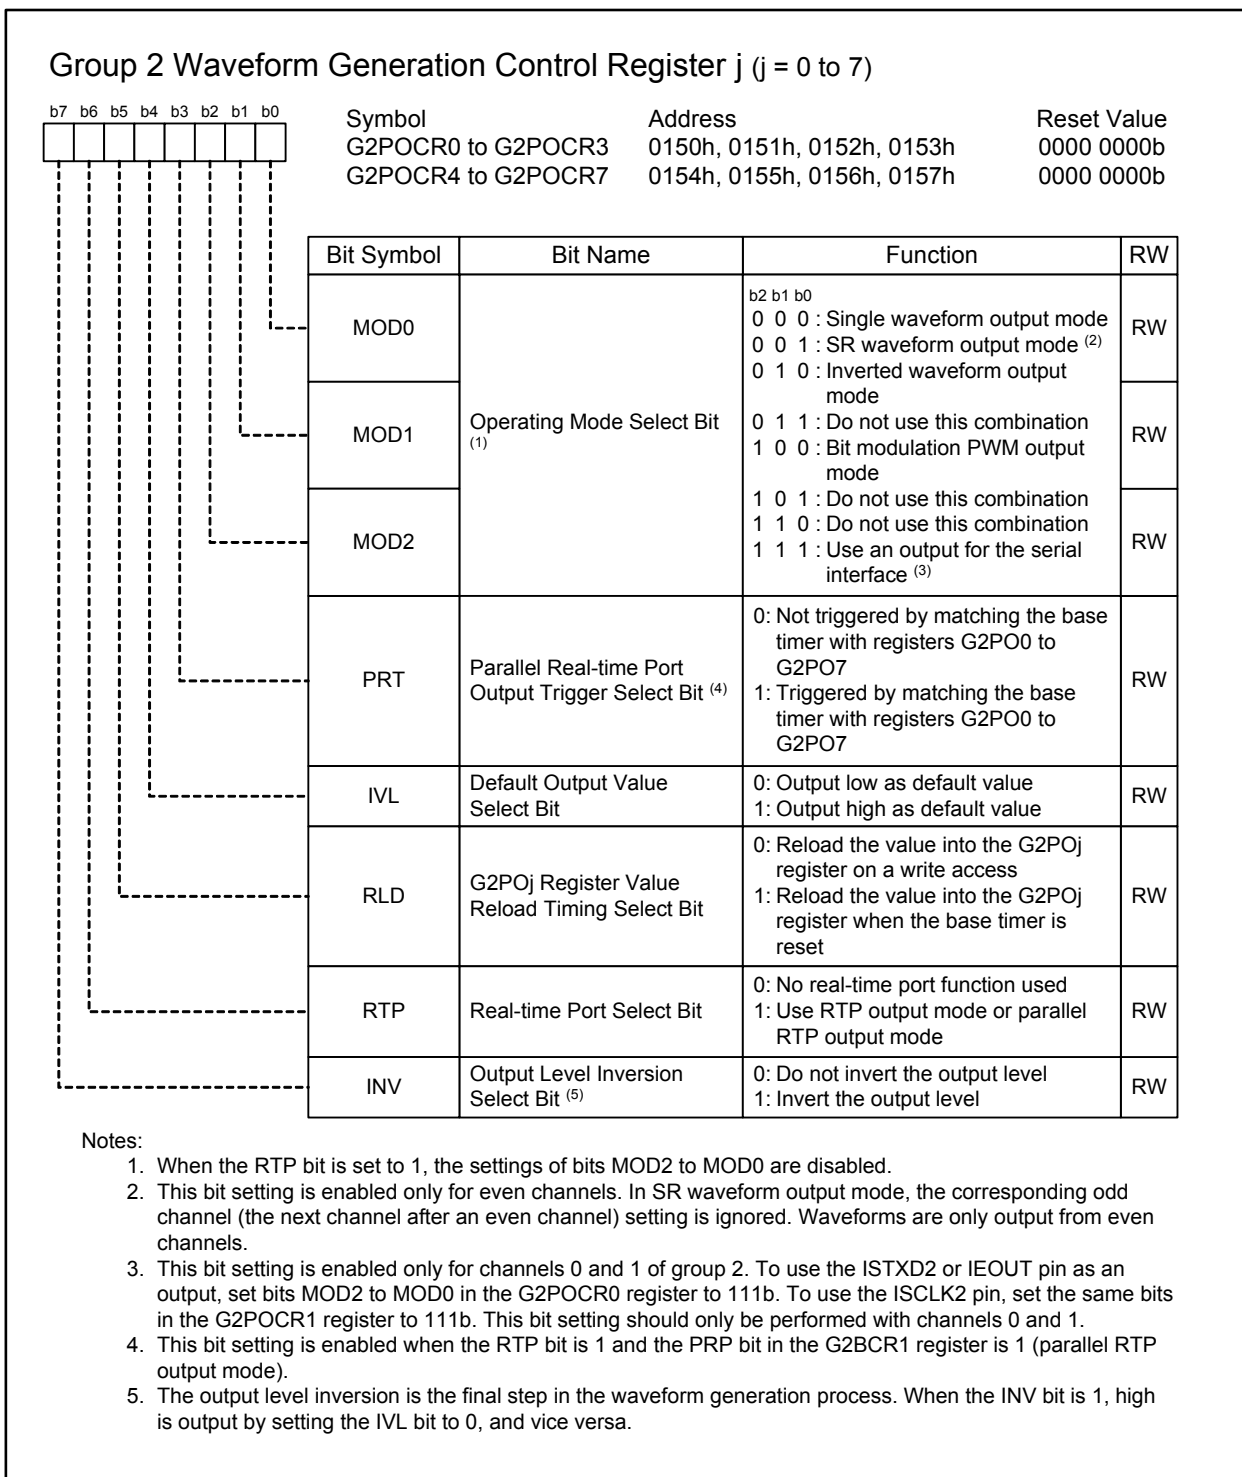 Group 2 Waveform Generation Control Register j (j = 0 to 7)
b7 b6 b5 b4 b3 b2 b1 b0
Symbol Address Reset Value
G2POCR0 to G2POCR3 0150h, 0151h, 0152h, 0153h 0000 0000b
G2POCR4 to G2POCR7 0154h, 0155h, 0156h, 0157h 0000 0000b
Bit Symbol Bit Name Function RW
MOD0 RW
MOD1 RW
MOD2 RW
Operating Mode Select Bit
(1)
b2 b1 b0
0 0 0 : Single waveform output mode
0 0 1 : SR waveform output mode (2)
0 1 0 : Inverted waveform output
mode
0 1 1 : Do not use this combination
1 0 0 : Bit modulation PWM output
mode
1 0 1 : Do not use this combination
1 1 0 : Do not use this combination
1 1 1 : Use an output for the serial
interface (3)
PRT
Parallel Real-time Port
Output Trigger Select Bit (4)
0: Not triggered by matching the base
timer with registers G2PO0 to
G2PO7
1: Triggered by matching the base
timer with registers G2PO0 to
G2PO7
RW
IVL
Default Output Value
Select Bit
0: Output low as default value
1: Output high as default value
RW
RLD
G2POj Register Value
Reload Timing Select Bit
0: Reload the value into the G2POj
register on a write access
1: Reload the value into the G2POj
register when the base timer is
reset
RW
RTP
Real-time Port Select Bit
0: No real-time port function used
1: Use RTP output mode or parallel
RTP output mode
RW
INV
Output Level Inversion
Select Bit (5)
0: Do not invert the output level
1: Invert the output level
RW
Notes:
1. When the RTP bit is set to 1, the settings of bits MOD2 to MOD0 are disabled.
2. This bit setting is enabled only for even channels. In SR waveform output mode, the corresponding odd
channel (the next channel after an even channel) setting is ignored. Waveforms are only output from even
channels.
3. This bit setting is enabled only for channels 0 and 1 of group 2. To use the ISTXD2 or IEOUT pin as an
output, set bits MOD2 to MOD0 in the G2POCR0 register to 111b. To use the ISCLK2 pin, set the same bits
in the G2POCR1 register to 111b. This bit setting should only be performed with channels 0 and 1.
4. This bit setting is enabled when the RTP bit is 1 and the PRP bit in the G2BCR1 register is 1 (parallel RTP
output mode).
5. The output level inversion is the final step in the waveform generation process. When the INV bit is 1, high
is output by setting the IVL bit to 0, and vice versa.